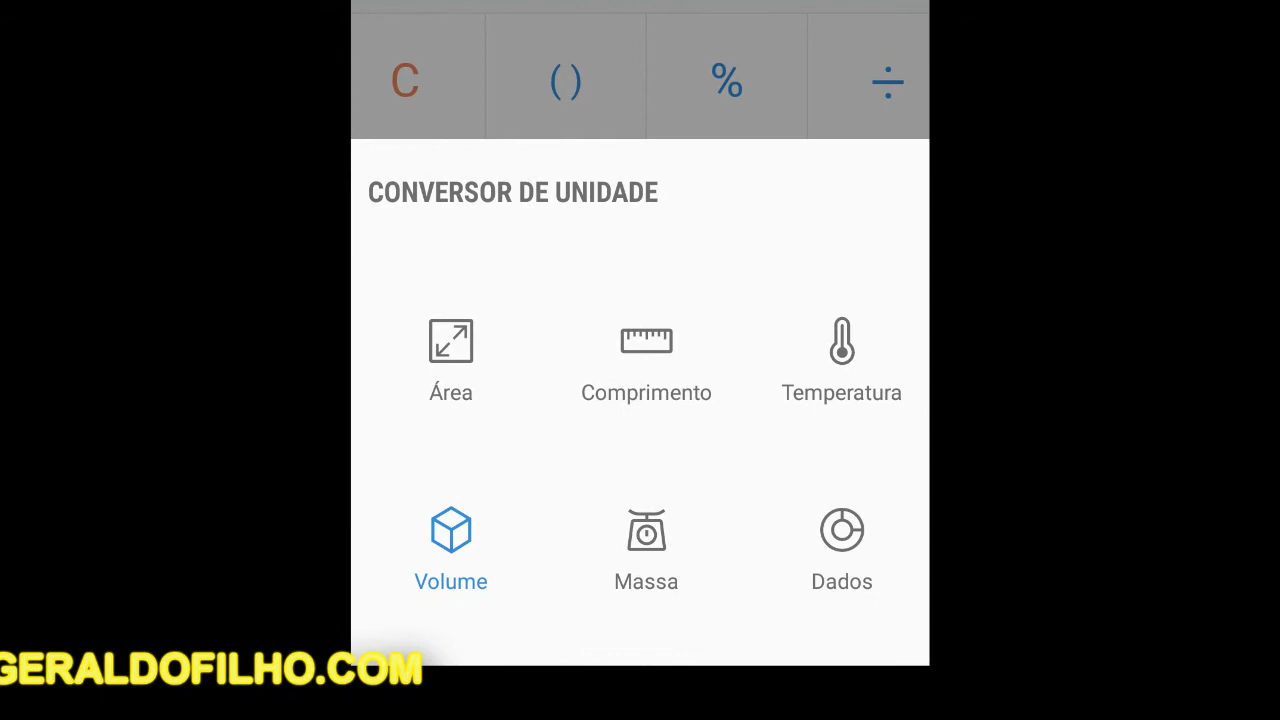 C () % ÷
CONVERSOR DE UNIDADE
Área Comprimento Temperatura
Volume Massa Dados
GERALDOFILHO.COM